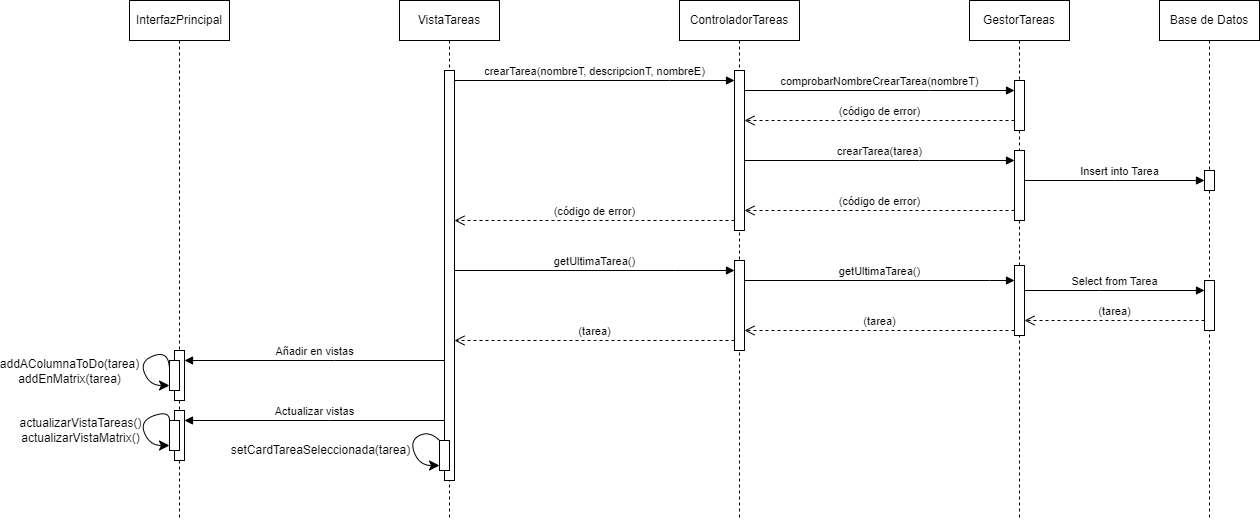 InterfazPrincipal
VistaTareas
ControladorTareas
GestorTareas
Base de Datos
crearTarea(nombreT, descripcionT, nombreE)
comprobarNombreCrearTarea(nombreT)
(código de error)
crearTarea(tarea)
Insert into Tarea
(código de error)
(código de error)
getUltimaTarea()
getUltimaTarea()
Select from Tarea
(tarea)
(tarea)
(tarea)
Añadir en vistas
addAColumnaToDo(tarea)
addEnMatrix(tarea)
Actualizar vistas
actualizarVistaTareas()
actualizarVistaMatrix()
setCardTareaSeleccionada(tarea)